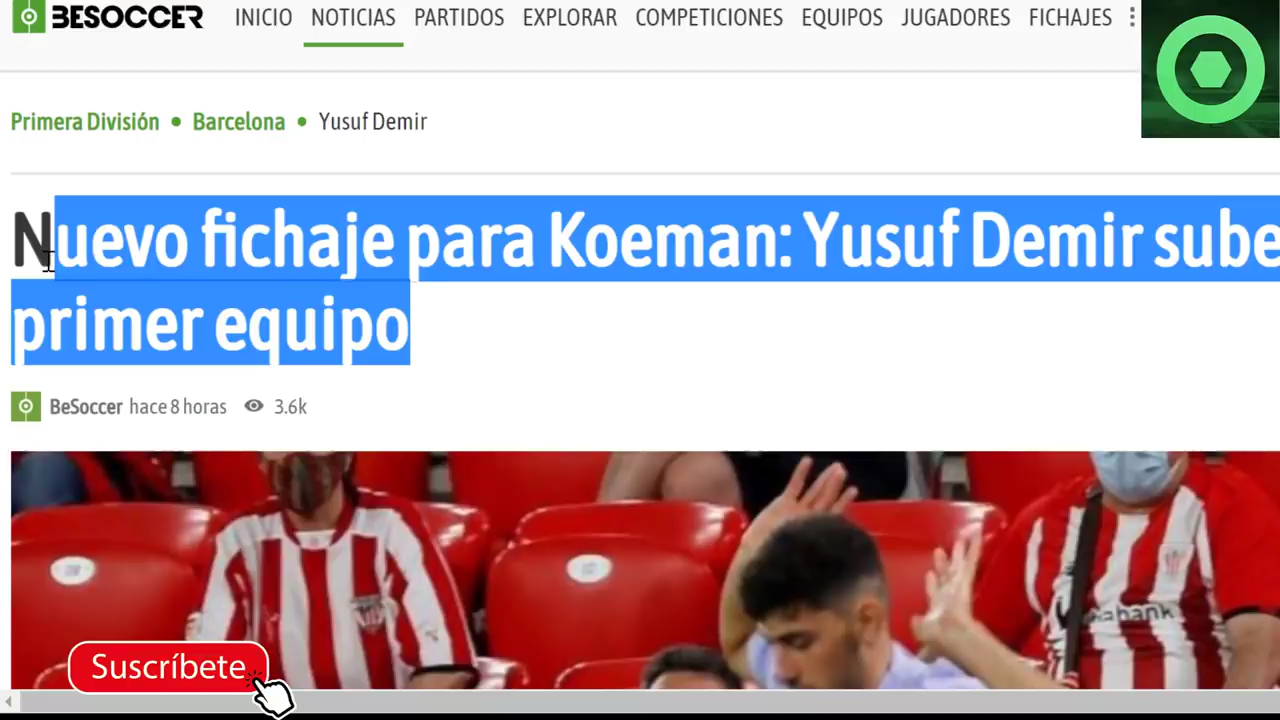 BESOCCER INICIO NOTICIAS PARTIDOS EXPLORAR COMPETICIONES EQUIPOS JUGADORES FICHAJES
Primera División • Barcelona • Yusuf Demir
Nuevo fichaje para Koeman: Yusuf Demir sube
primer equipo
BeSoccer hace 8 horas 3.6k
Suscríbete